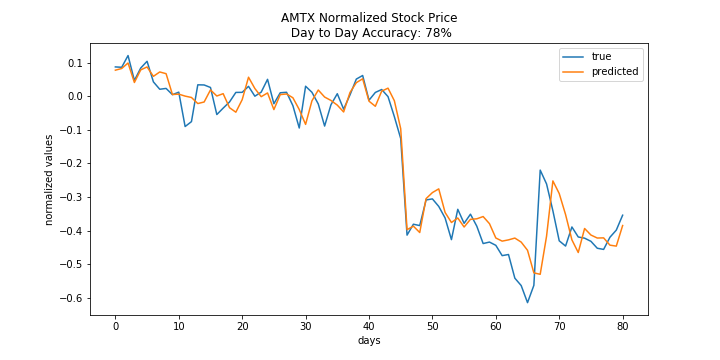 AMTX Normalized Stock Price
Day to Day Accuracy: 78%
true
predicted
normalized values
0.1
0.0
−0.1
−0.2
−0.3
−0.4
−0.5
−0.6
0 10 20 30 40 50 60 70 80
days